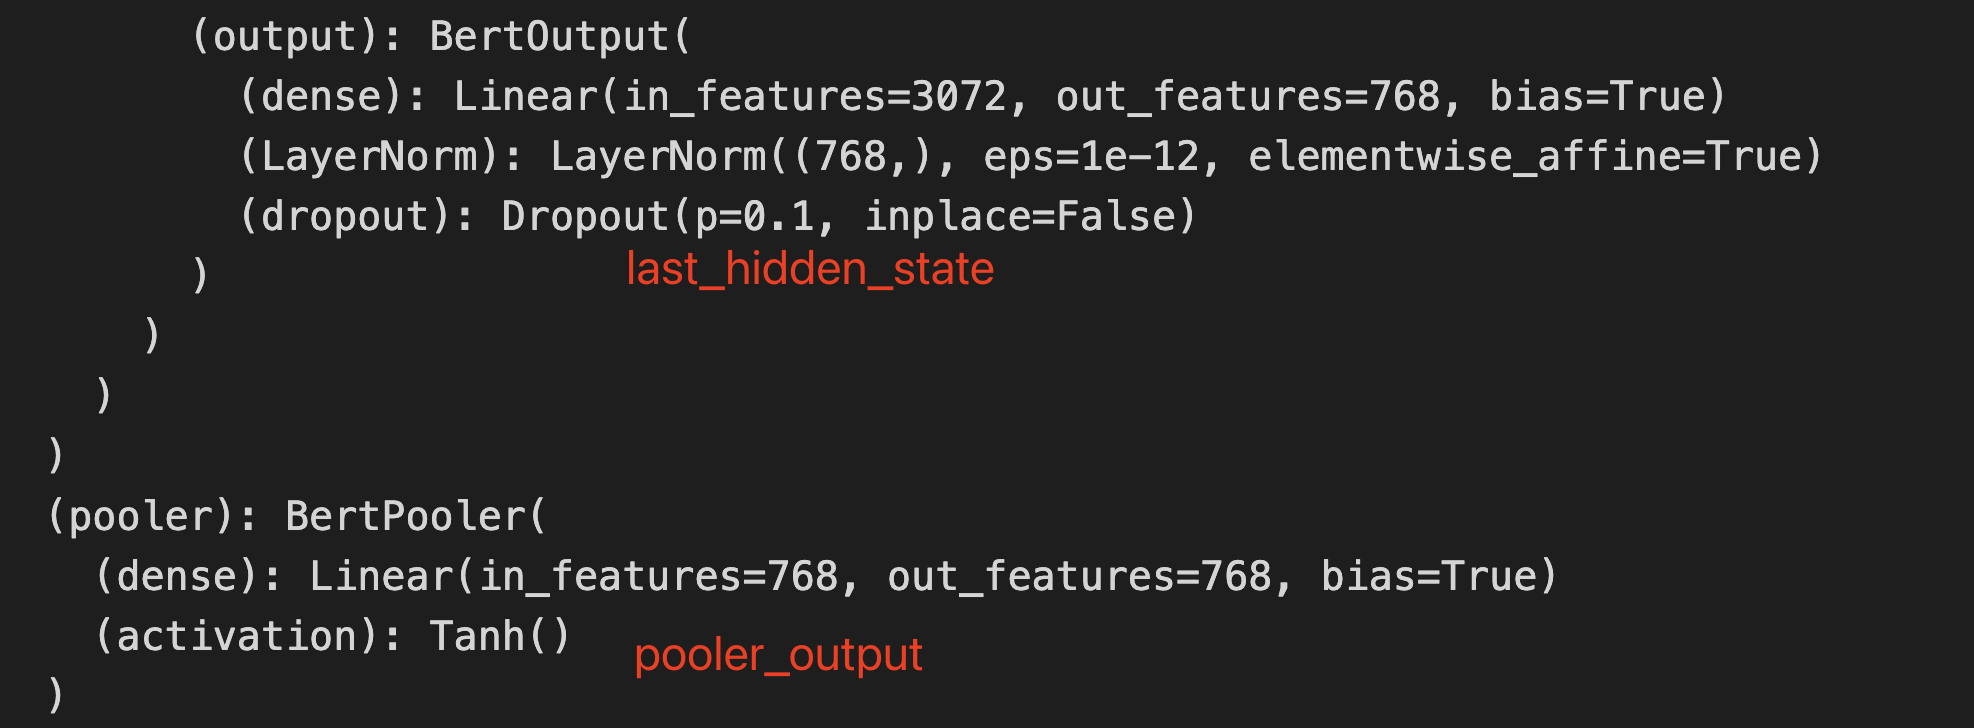 (output): BertOutput(
(dense): Linear(in_features=3072, out_features=768, bias=True)
(LayerNorm): LayerNorm((768,), eps=1e-12, elementwise_affine=True)
(dropout): Dropout(p=0.1, inplace=False)
)
last_hidden_state
)
)
)
(pooler): BertPooler(
(dense): Linear(in_features=768, out_features=768, bias=True)
(activation): Tanh()
pooler_output
)